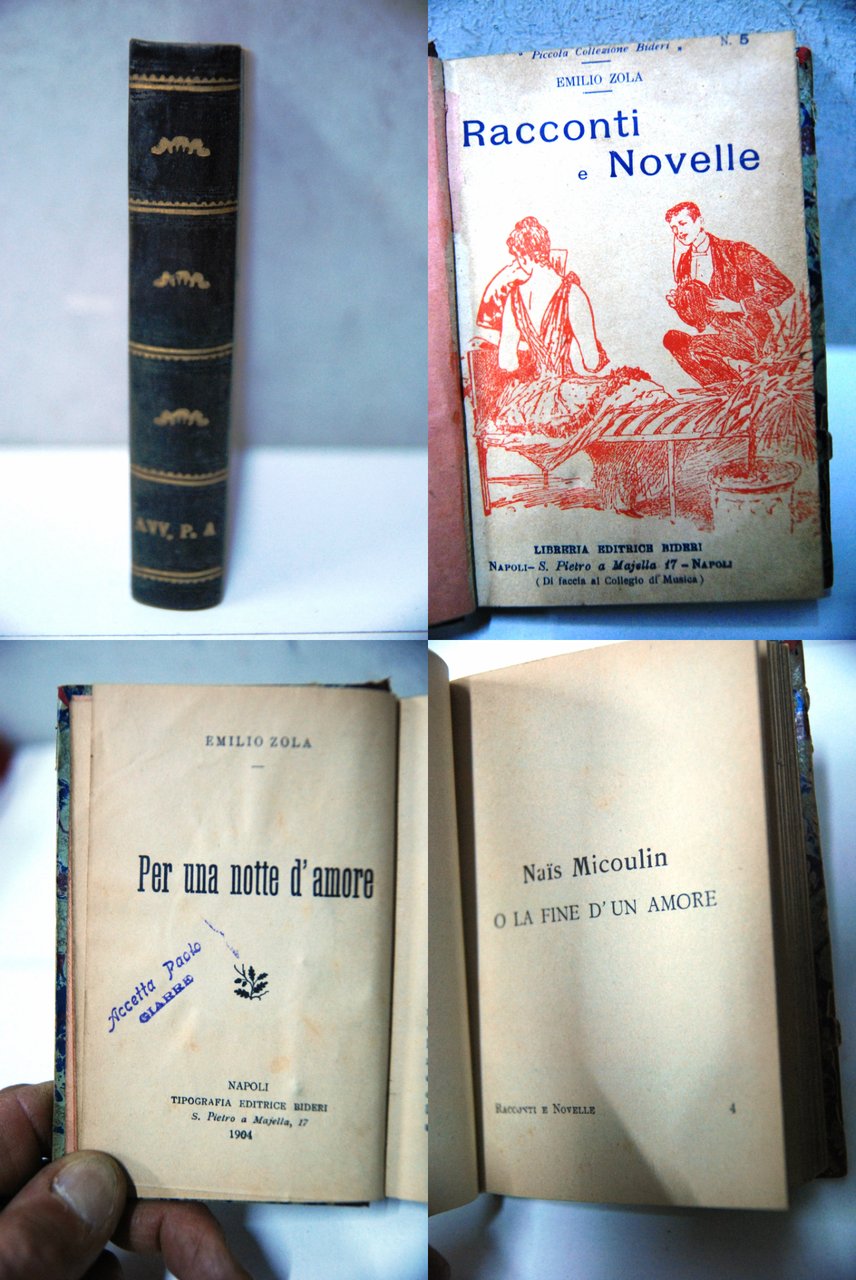 AVV. P. A
" Piccola Collezione Bideri „ N. 5
EMILIO ZOLA
Racconti
e Novelle
LIBRERIA EDITRICE BIDERI
NAPOLI - S. Pietro a Majella 17 - NAPOLI
(Di faccia al Collegio di Musica)
EMILIO ZOLA
Per una notte d'amore
Accetta Paolo
GIARRE
NAPOLI
TIPOGRAFIA EDITRICE BIDERI
S. Pietro a Majella, 17
1904
Naïs Micoulin
O LA FINE D'UN AMORE
RACCONTI E NOVELLE 4